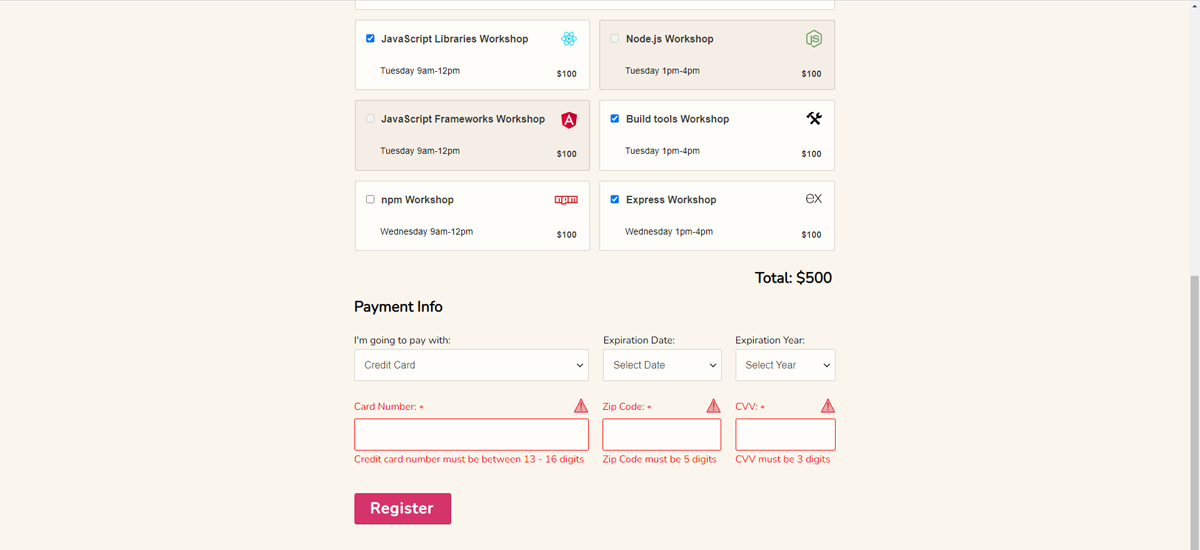 JavaScript Libraries Workshop
Tuesday 9am-12pm
$100
Node.js Workshop
JS
Tuesday 1pm-4pm
$100
JavaScript Frameworks Workshop
A
Tuesday 9am-12pm
$100
Build tools Workshop
Tuesday 1pm-4pm
$100
npm Workshop
npm
Wednesday 9am-12pm
$100
Express Workshop
ex
Wednesday 1pm-4pm
$100
Total: $500
Payment Info
I'm going to pay with:
Credit Card
Expiration Date:
Select Date
Expiration Year:
Select Year
Card Number: *
Credit card number must be between 13 - 16 digits
Zip Code: *
Zip Code must be 5 digits
CVV: *
CVV must be 3 digits
Register